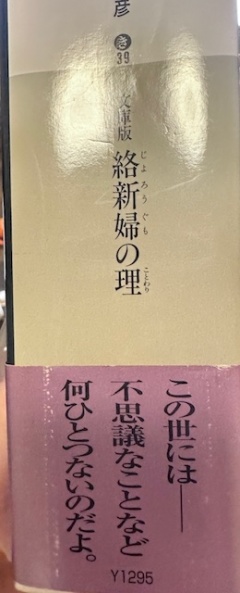 彦
き
39
文庫版
絡新婦の理
じょろうぐも
ことわり
この世には──
不思議なことなど
何ひとつないのだよ。
Y1295